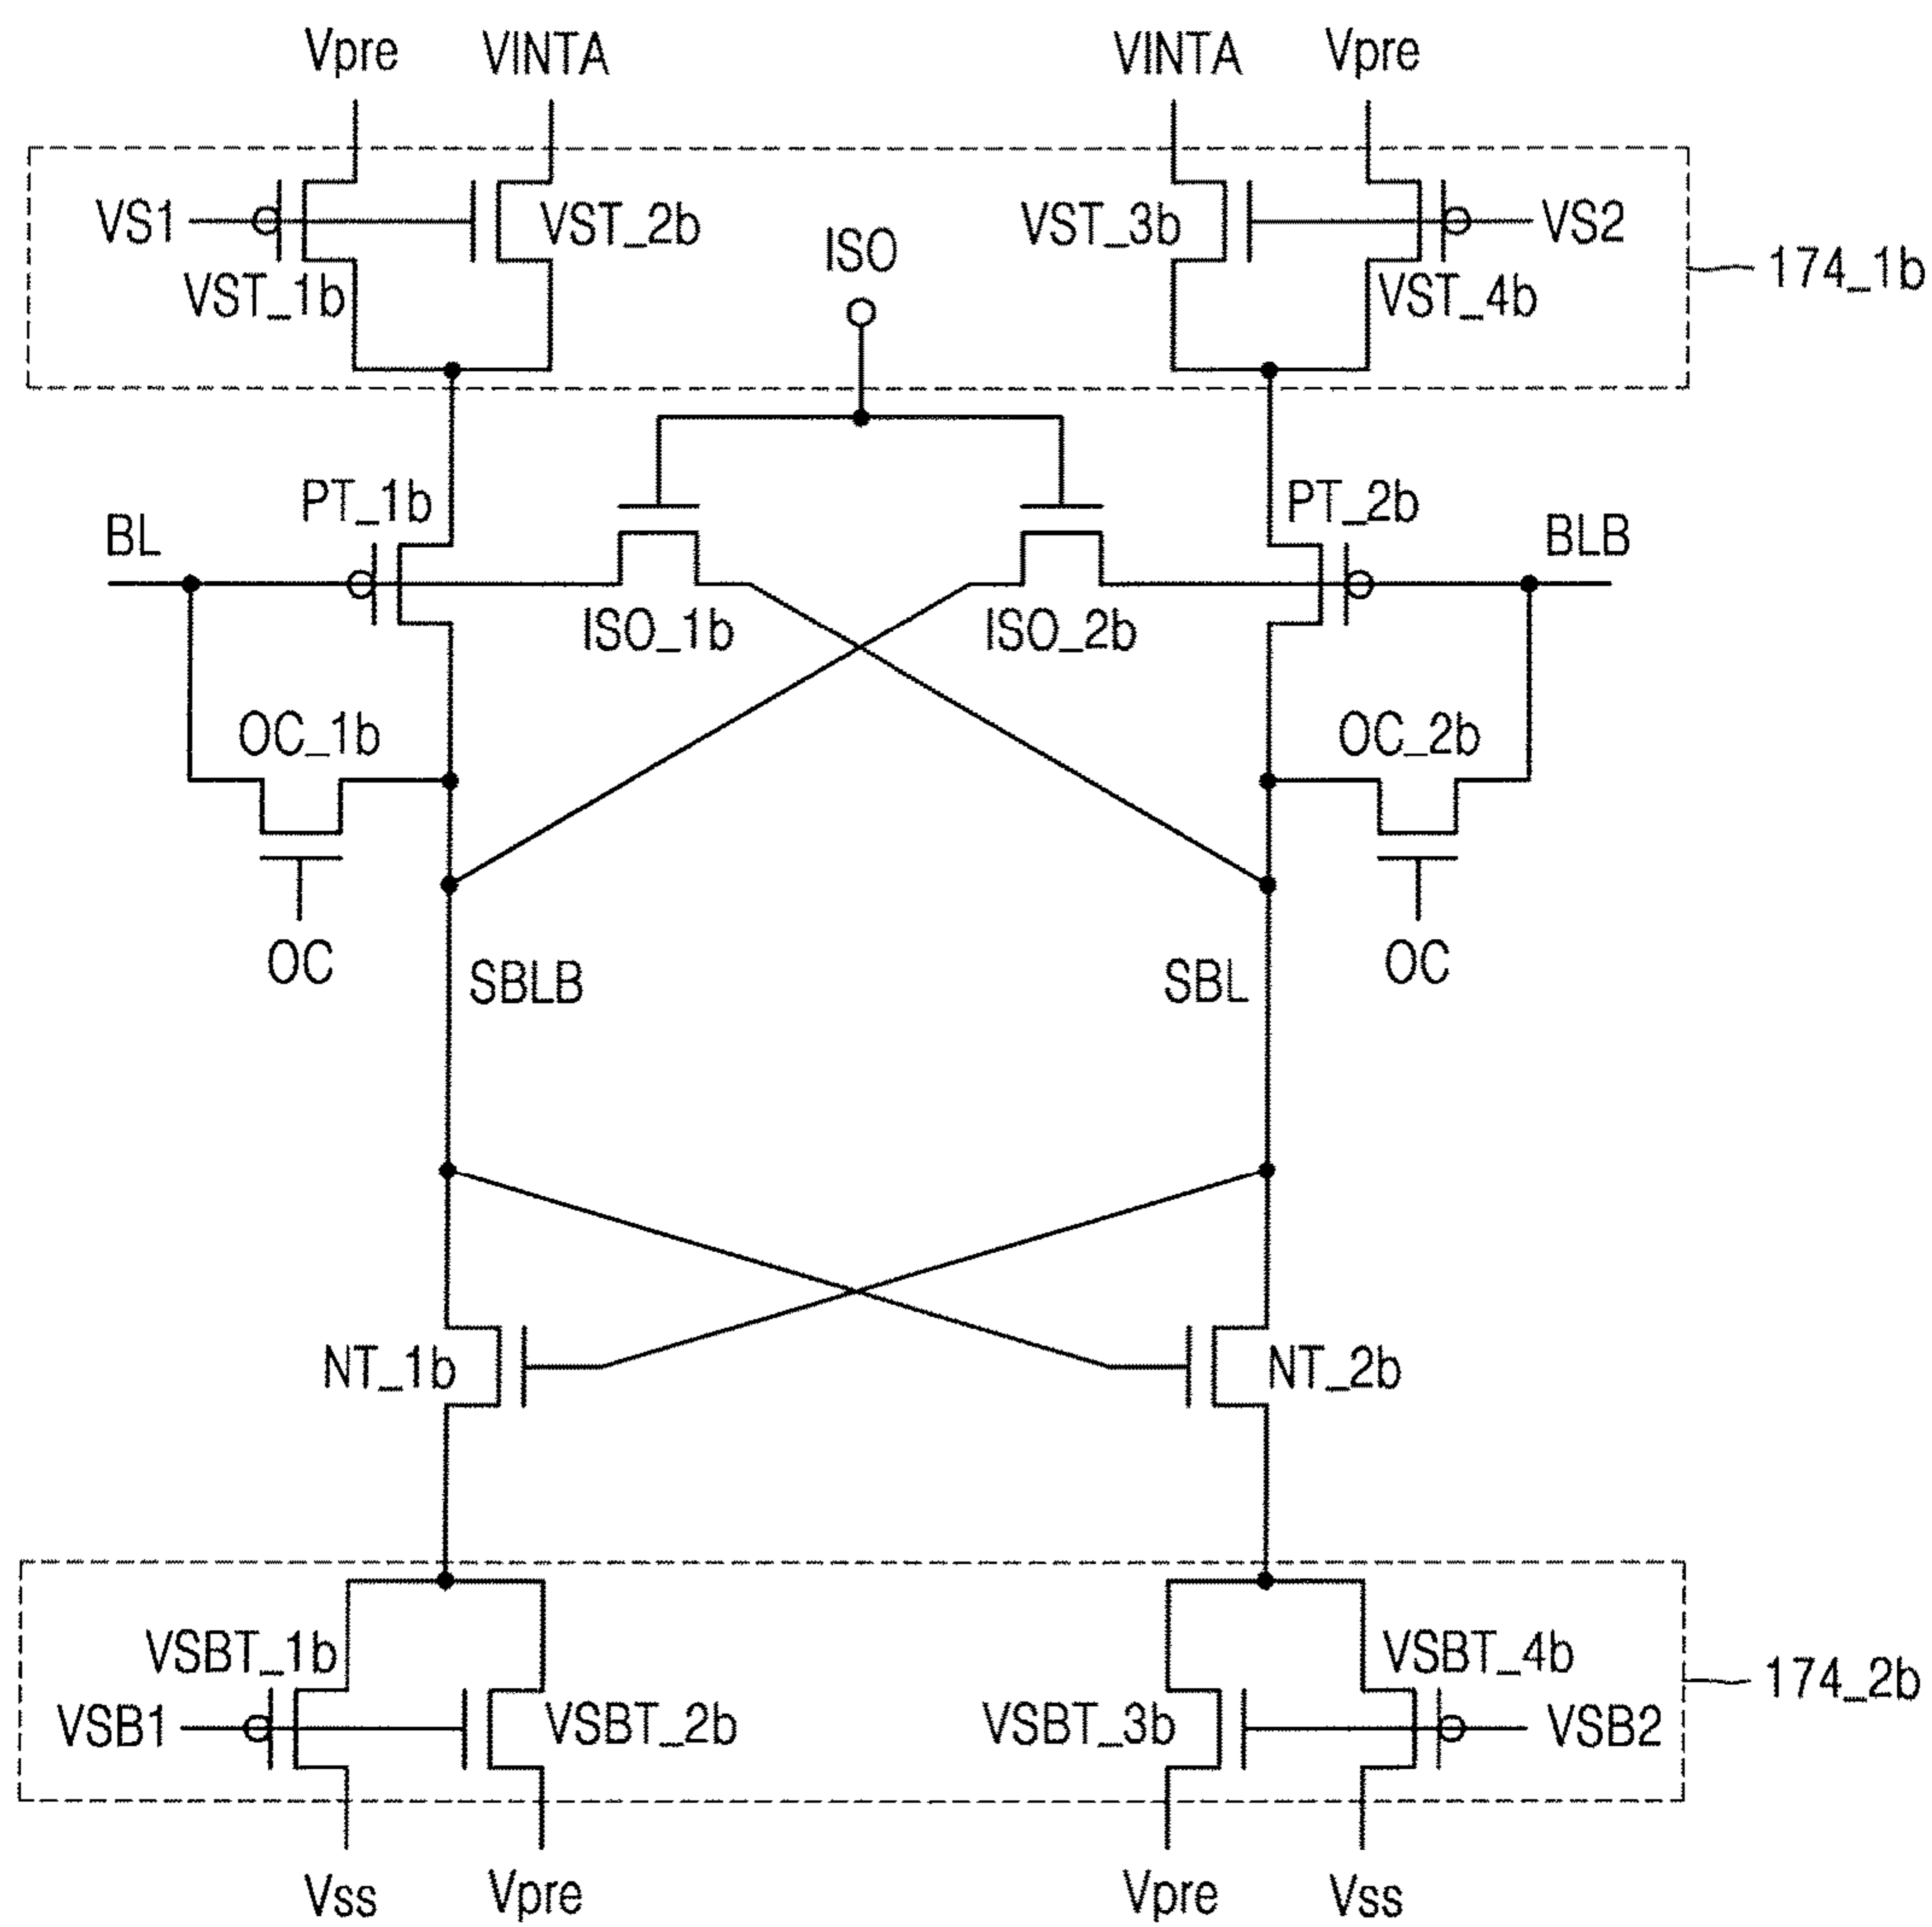 Vpre VINTA VINTA Vpre
VS1 VST_2b VST_3b VS2
ISO
VST_1b VST_4b 174_1b
PT_1b PT_2b
BL BLB
ISO_1b ISO_2b
OC_1b OC_2b
OC SBLB SBL OC
NT_1b NT_2b
VSBT_1b VSBT_4b 174_2b
VSB1 VSBT_2b VSBT_3b VSB2
Vss Vpre Vpre Vss